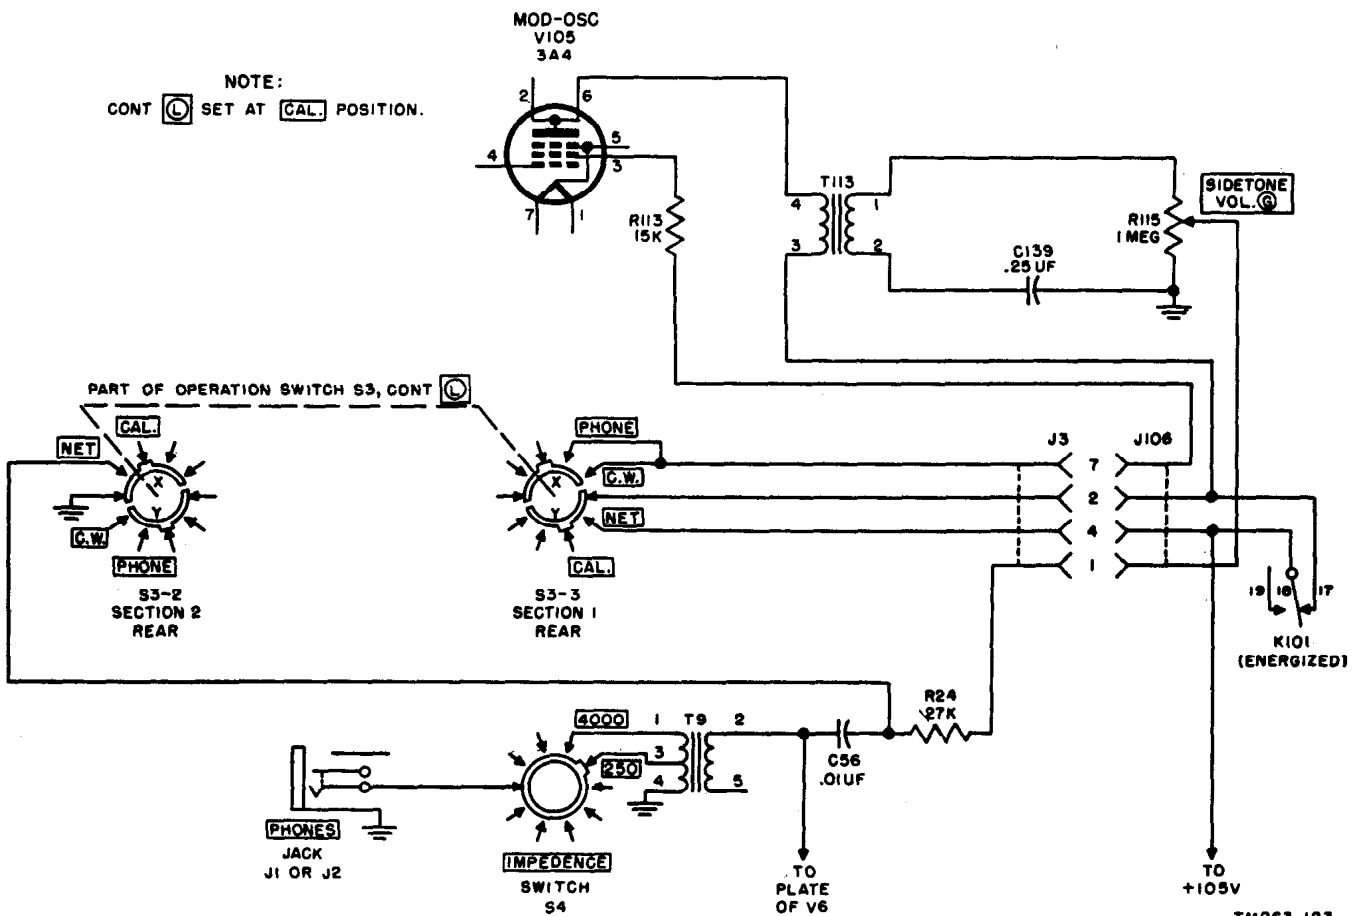 MOD-OSC
V105
3A4
NOTE:
CONT Ⓛ SET AT CAL. POSITION.
2
6
5
4
3
7
1
R113
15K
T113
4
1
3
2
R115
1 MEG
SIDETONE
VOL. Ⓖ
C139
.25 UF
PART OF OPERATION SWITCH S3, CONT Ⓛ
CAL.
NET
X
Y
C.W.
PHONE
S3-2
SECTION 2
REAR
PHONE
C.W.
X
Y
NET
CAL.
S3-3
SECTION 1
REAR
J3
J106
7
2
4
1
19
18
17
K101
(ENERGIZED)
R24
27K
4000
1
T9
2
3
250
4
5
C56
.01UF
PHONES
JACK
J1 OR J2
IMPEDENCE
SWITCH
S4
TO
PLATE
OF V6
TO
+105V